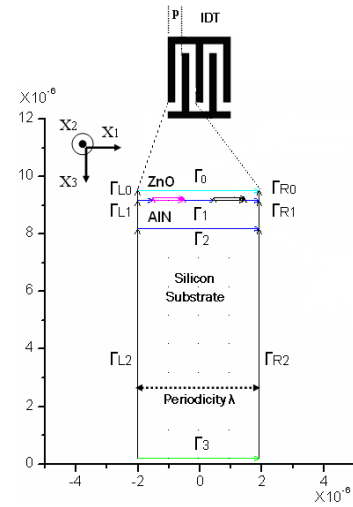 P IDT
X10⁻⁶
12
X₂ X₁
X₃
10
ΓL0 ZnO Γ0 ΓR0
ΓL1 Γ1 ΓR1
AlN
Γ2
8
Silicon
Substrate
6
4
ΓL2 ΓR2
Periodicity λ
2
Γ3
0
-4 -2 0 2 4
X10⁻⁶